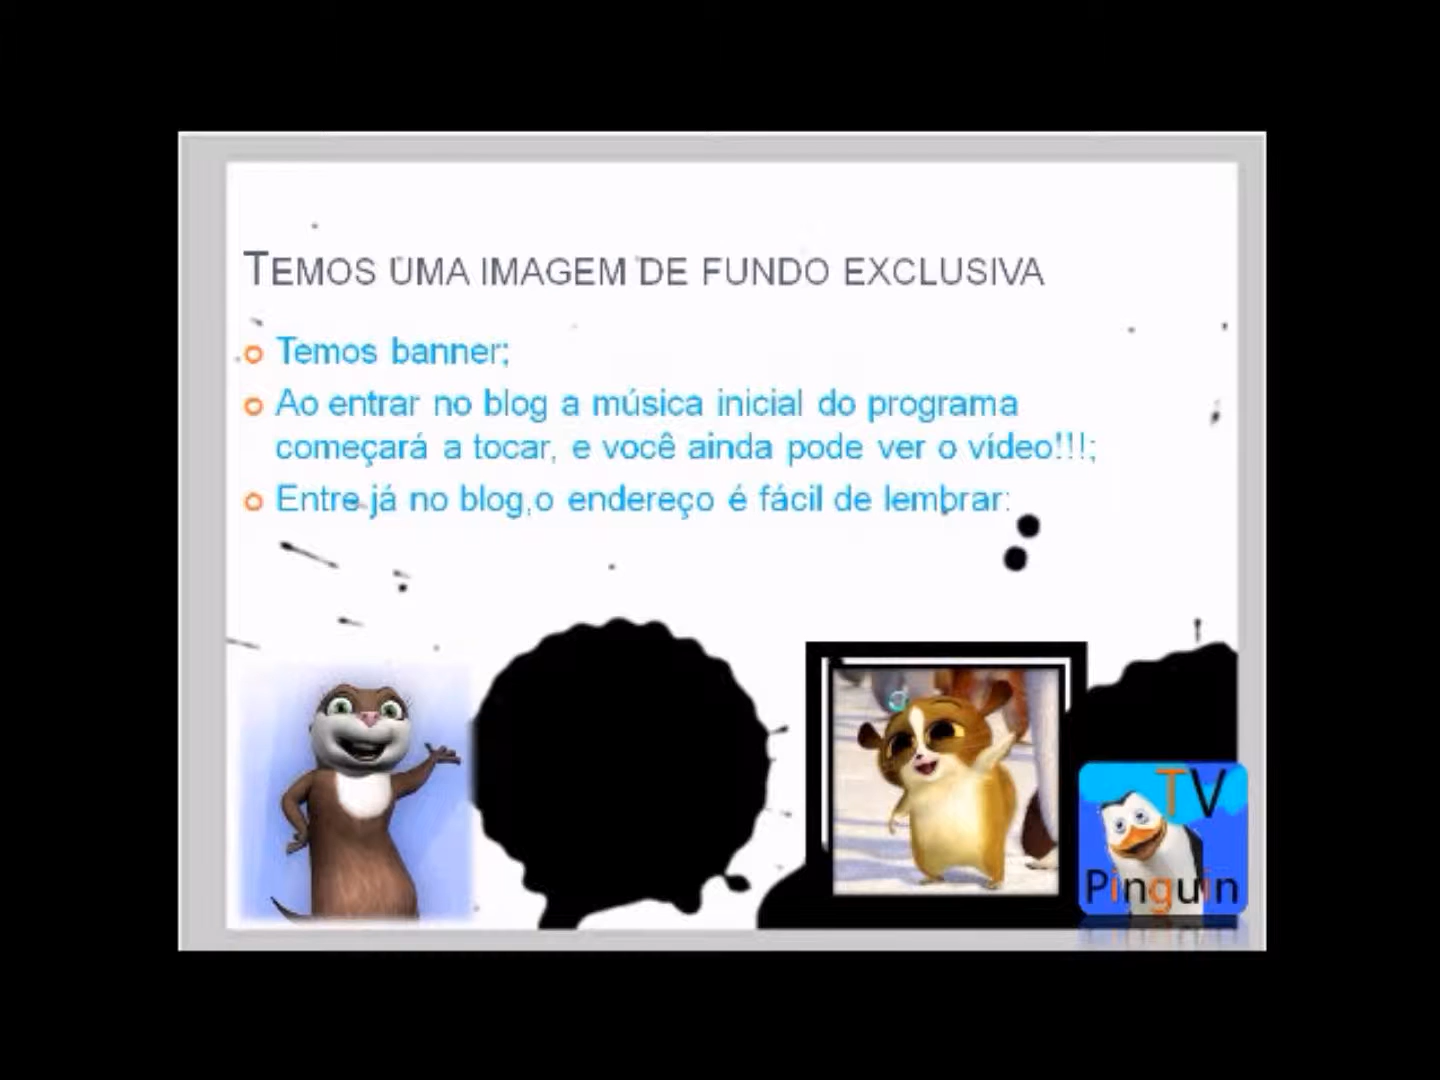 TEMOS UMA IMAGEM DE FUNDO EXCLUSIVA
Temos banner;
Ao entrar no blog a música inicial do programa
começará a tocar, e você ainda pode ver o vídeo!!!;
Entre já no blog,o endereço é fácil de lembrar:
TV
Pinguin